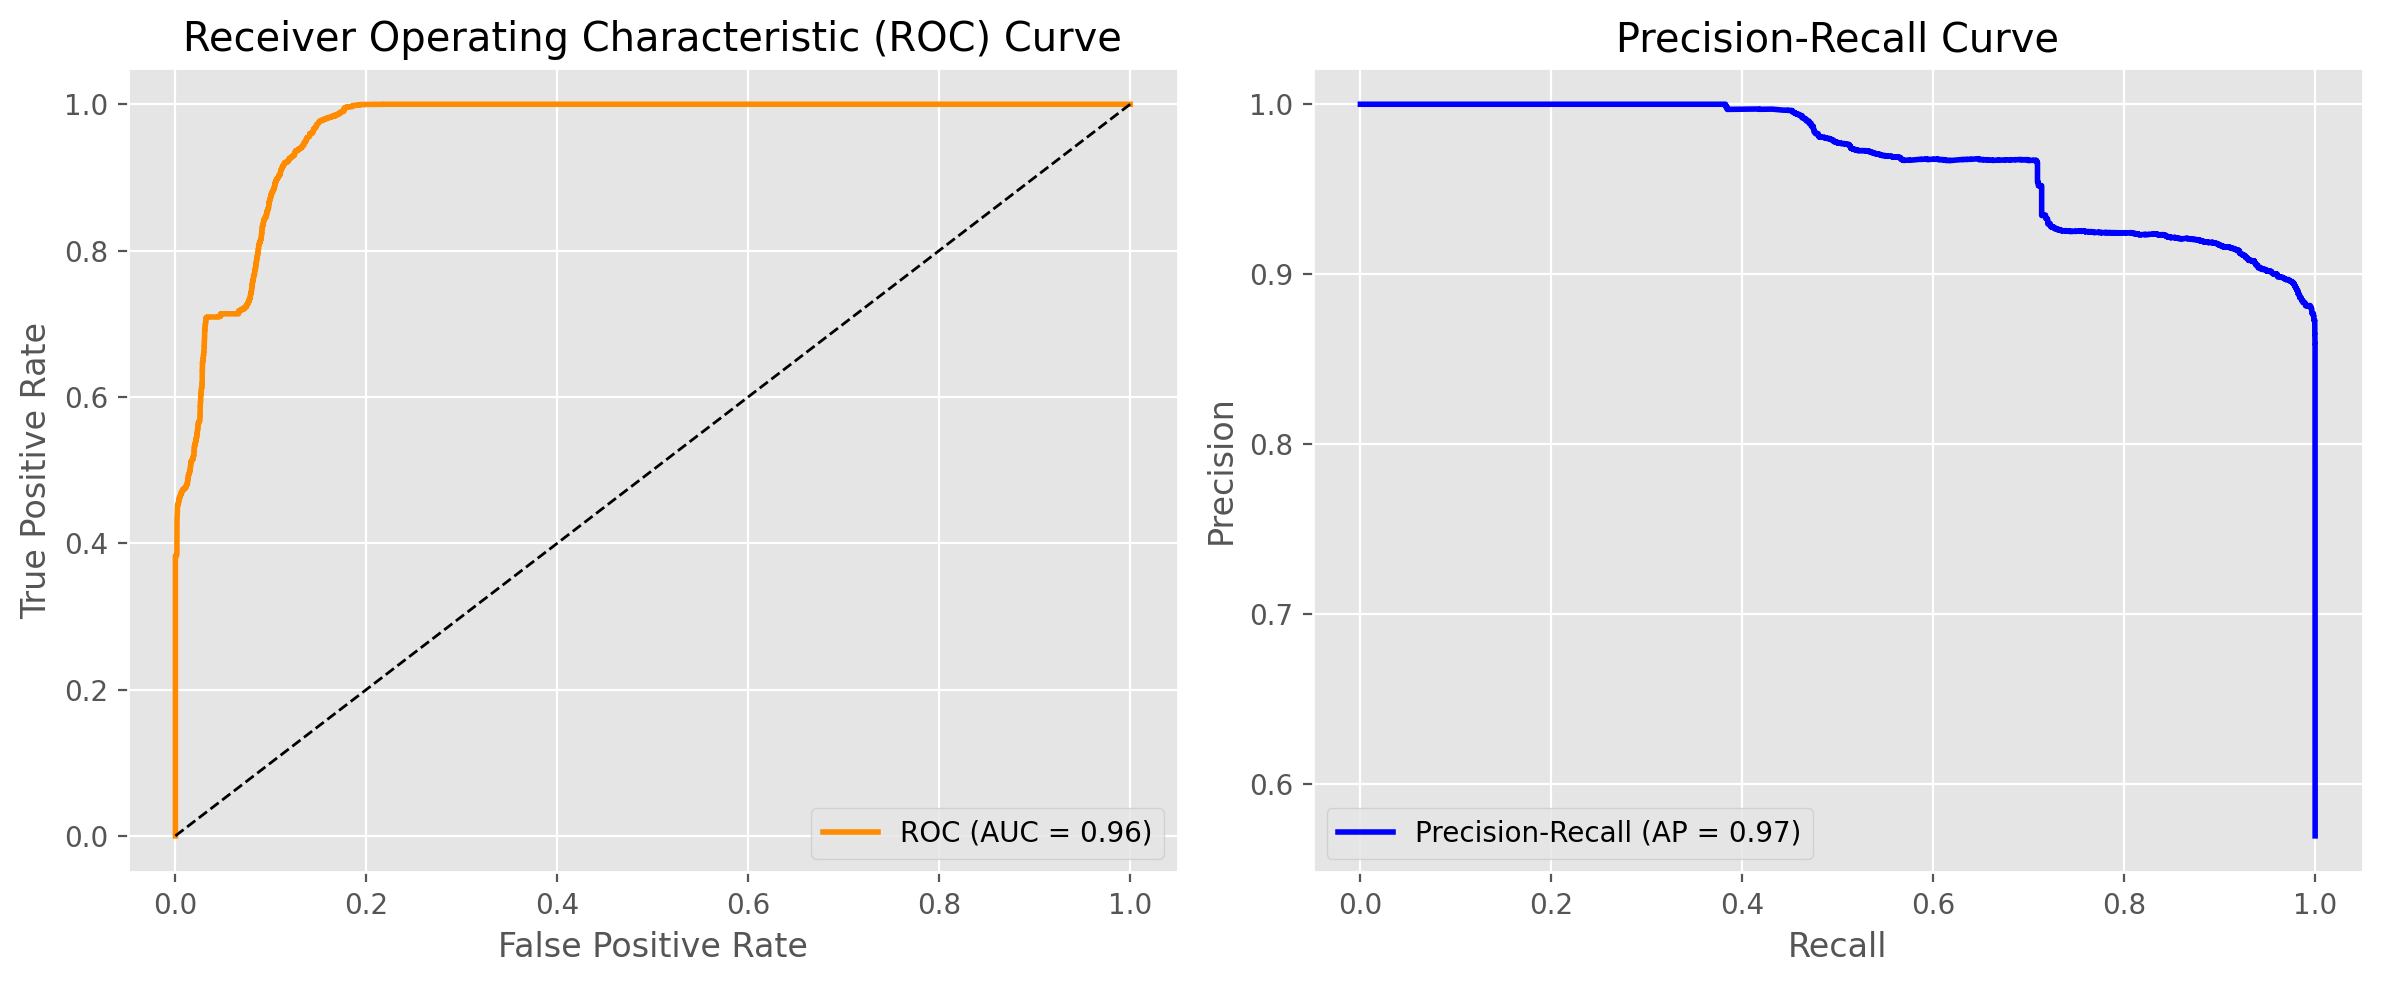 Receiver Operating Characteristic (ROC) Curve
1.0
0.8
0.6
0.4
0.2
0.0
True Positive Rate
0.0 0.2 0.4 0.6 0.8 1.0
False Positive Rate
ROC (AUC = 0.96)
Precision-Recall Curve
1.0
0.9
0.8
0.7
0.6
Precision
0.0 0.2 0.4 0.6 0.8 1.0
Recall
Precision-Recall (AP = 0.97)